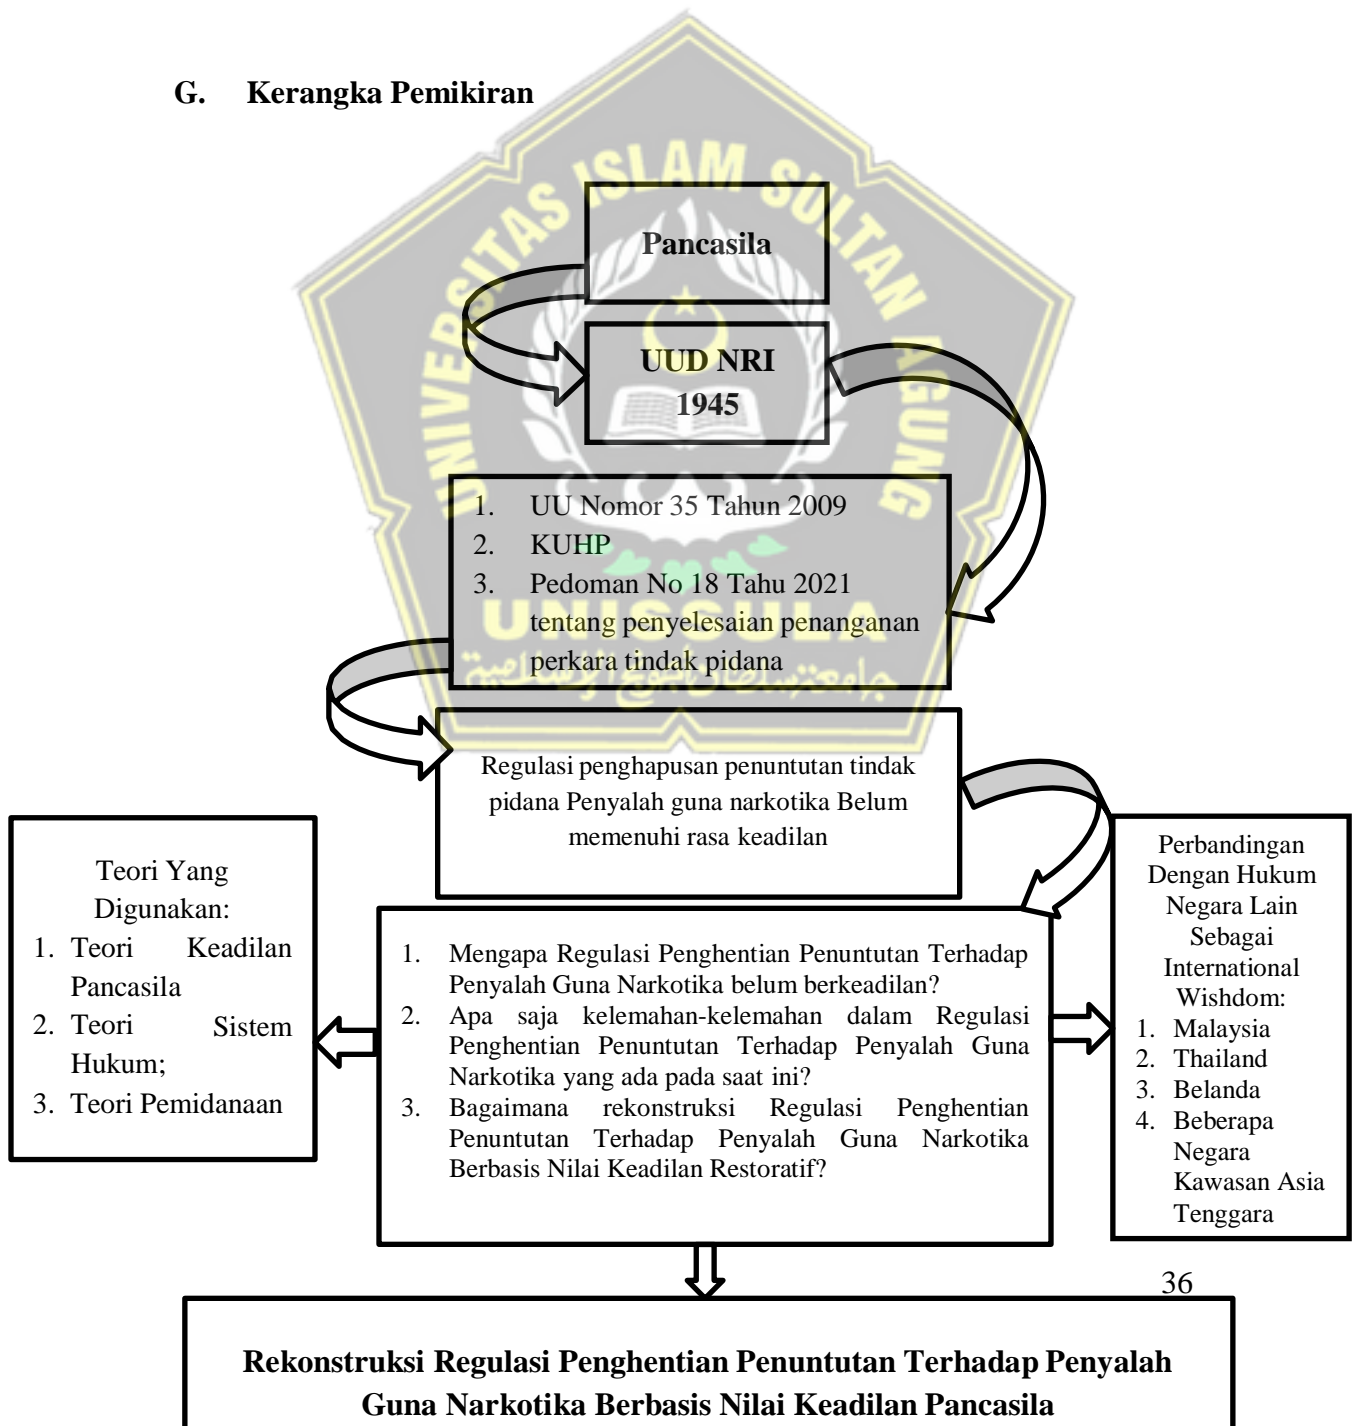 G. Kerangka Pemikiran
UNIVERSITAS ISLAM SULTAN AGUNG
Pancasila
UUD NRI
1945
1. UU Nomor 35 Tahun 2009
2. KUHP
3. Pedoman No 18 Tahu 2021
tentang penyelesaian penanganan
perkara tindak pidana
UNISSULA
Regulasi penghapusan penuntutan tindak
pidana Penyalah guna narkotika Belum
memenuhi rasa keadilan
Teori Yang
Digunakan:
1. Teori Keadilan
Pancasila
2. Teori Sistem
Hukum;
3. Teori Pemidanaan
1. Mengapa Regulasi Penghentian Penuntutan Terhadap
Penyalah Guna Narkotika belum berkeadilan?
2. Apa saja kelemahan-kelemahan dalam Regulasi
Penghentian Penuntutan Terhadap Penyalah Guna
Narkotika yang ada pada saat ini?
3. Bagaimana rekonstruksi Regulasi Penghentian
Penuntutan Terhadap Penyalah Guna Narkotika
Berbasis Nilai Keadilan Restoratif?
Perbandingan
Dengan Hukum
Negara Lain
Sebagai
International
Wishdom:
1. Malaysia
2. Thailand
3. Belanda
4. Beberapa
Negara
Kawasan Asia
Tenggara
36
Rekonstruksi Regulasi Penghentian Penuntutan Terhadap Penyalah
Guna Narkotika Berbasis Nilai Keadilan Pancasila